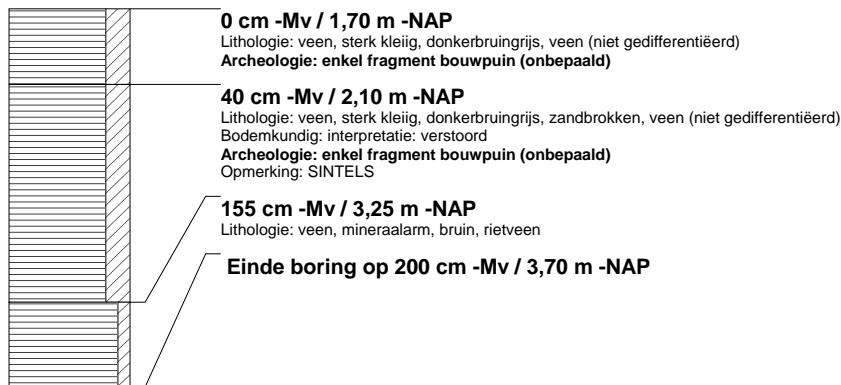 0 cm -Mv / 1,70 m -NAP
Lithologie: veen, sterk kleiig, donkerbruingrijs, veen (niet gedifferentiëerd)
Archeologie: enkel fragment bouwpuin (onbepaald)
40 cm -Mv / 2,10 m -NAP
Lithologie: veen, sterk kleiig, donkerbruingrijs, zandbrokken, veen (niet gedifferentiëerd)
Bodemkundig: interpretatie: verstoord
Archeologie: enkel fragment bouwpuin (onbepaald)
Opmerking: SINTELS
155 cm -Mv / 3,25 m -NAP
Lithologie: veen, mineraalarm, bruin, rietveen
Einde boring op 200 cm -Mv / 3,70 m -NAP